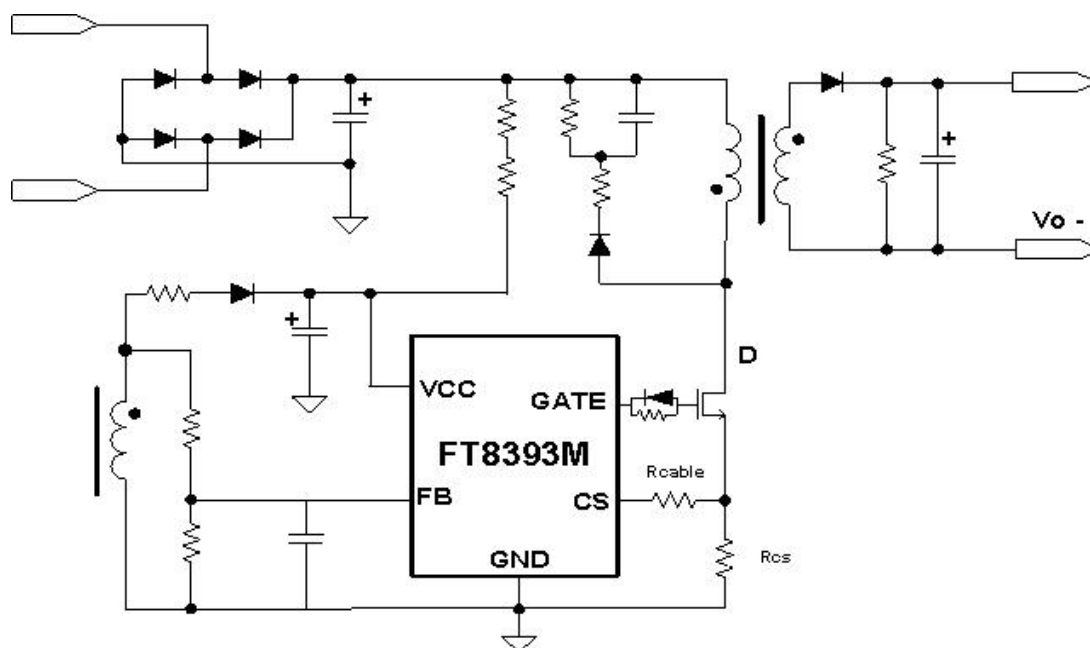 Vo -
D
VCC
GATE
FT8393M
Rcable
FB
CS
GND
Rcs